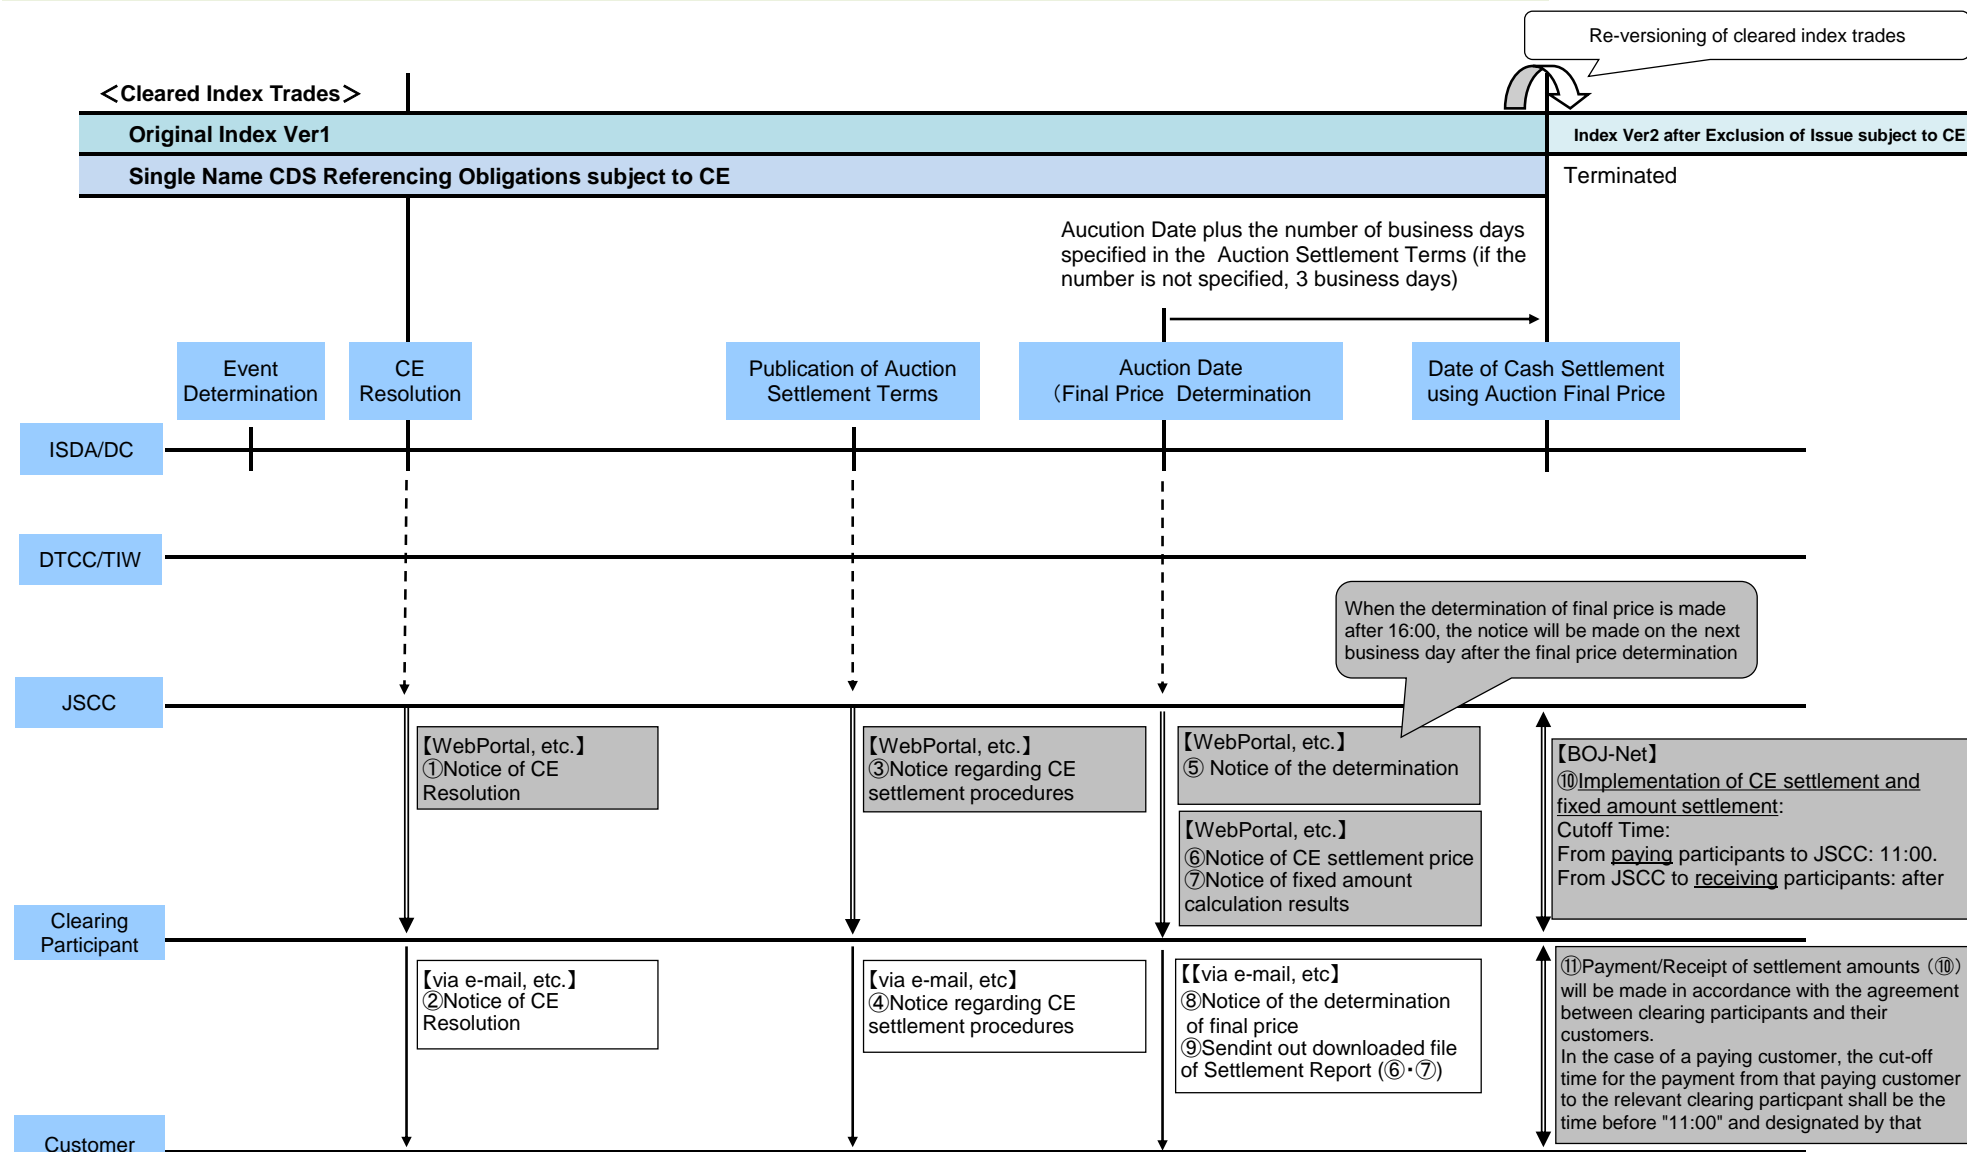 Re-versioning of cleared index trades
＜Cleared Index Trades＞
Original Index Ver1
Index Ver2 after Exclusion of Issue subject to CE
Single Name CDS Referencing Obligations subject to CE
Terminated
Aucution Date plus the number of business days
specified in the Auction Settlement Terms (if the
number is not specified, 3 business days)
Event
Determination
CE
Resolution
Publication of Auction
Settlement Terms
Auction Date
（Final Price Determination
Date of Cash Settlement
using Auction Final Price
ISDA/DC
DTCC/TIW
When the determination of final price is made
after 16:00, the notice will be made on the next
business day after the final price determination
JSCC
【WebPortal, etc.】
①Notice of CE
Resolution
【WebPortal, etc.】
③Notice regarding CE
settlement procedures
【WebPortal, etc.】
⑤ Notice of the determination
【WebPortal, etc.】
⑥Notice of CE settlement price
⑦Notice of fixed amount
calculation results
【BOJ-Net】
⑩Implementation of CE settlement and
fixed amount settlement:
Cutoff Time:
From paying participants to JSCC: 11:00.
From JSCC to receiving participants: after
Clearing
Participant
【via e-mail, etc.】
②Notice of CE
Resolution
【via e-mail, etc】
④Notice regarding CE
settlement procedures
【【via e-mail, etc】
⑧Notice of the determination
of final price
⑨Sendint out downloaded file
of Settlement Report (⑥・⑦)
⑪Payment/Receipt of settlement amounts（⑩）
will be made in accordance with the agreement
between clearing participants and their
customers.
In the case of a paying customer, the cut-off
time for the payment from that paying customer
to the relevant clearing particpant shall be the
time before "11:00" and designated by that
Customer